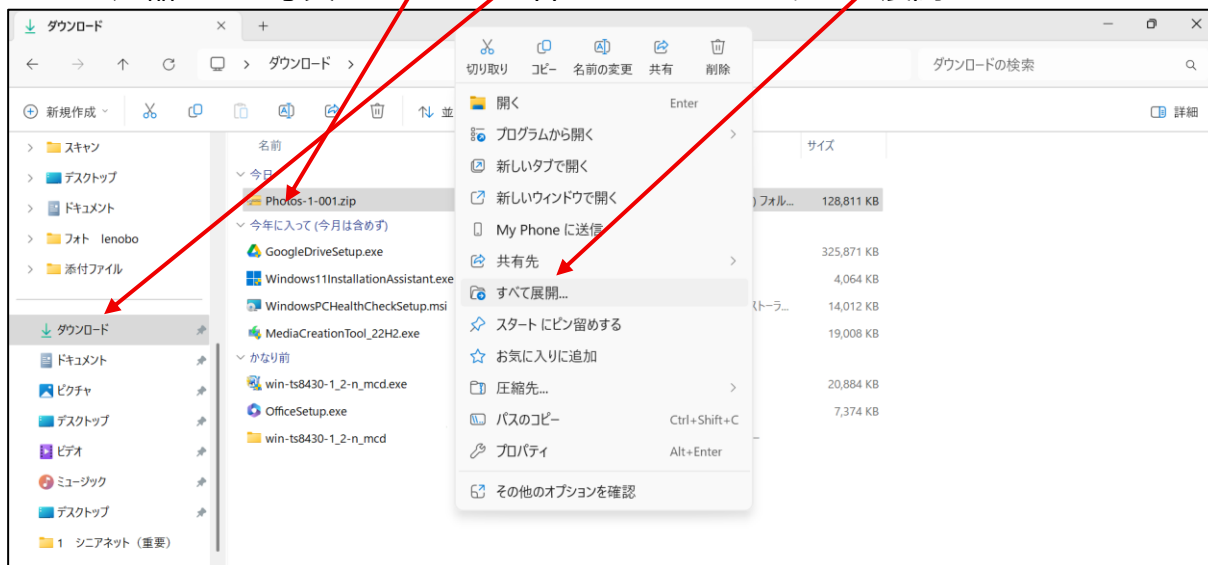 ダウンロード
ダウンロード
ダウンロードの検索
切り取り コピー 名前の変更 共有 削除
新規作成
詳細
スキャン
デスクトップ
ドキュメント
フォト lenobo
添付ファイル
ダウンロード
ドキュメント
ピクチャ
デスクトップ
ビデオ
ミュージック
デスクトップ
1 シニアネット (重要)
名前
サイズ
Photos-1-001.zip
) フォル... 128,811 KB
今年に入って (今月は含めず)
GoogleDriveSetup.exe
325,871 KB
Windows11InstallationAssistant.exe
4,064 KB
WindowsPCHealthCheckSetup.msi
ストーラ... 14,012 KB
MediaCreationTool_22H2.exe
19,008 KB
かなり前
win-ts8430-1_2-n_mcd.exe
20,884 KB
OfficeSetup.exe
7,374 KB
win-ts8430-1_2-n_mcd
開く Enter
プログラムから開く
新しいタブで開く
新しいウィンドウで開く
My Phone に送信
共有先
すべて展開...
スタート にピン留めする
お気に入りに追加
圧縮先...
パスのコピー Ctrl+Shift+C
プロパティ Alt+Enter
その他のオプションを確認